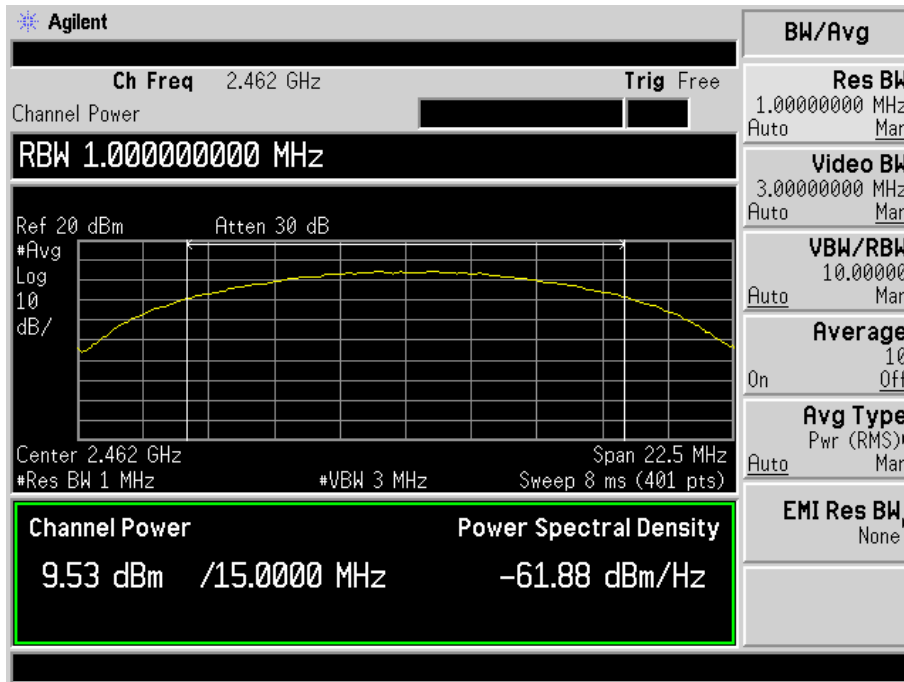 Agilent
Ch Freq 2.462 GHz Trig Free
Channel Power
RBW 1.000000000 MHz
Ref 20 dBm Atten 30 dB
#Avg
Log
10
dB/
Center 2.462 GHz Span 22.5 MHz
#Res BW 1 MHz #VBW 3 MHz Sweep 8 ms (401 pts)
Channel Power Power Spectral Density
9.53 dBm /15.0000 MHz -61.88 dBm/Hz
BW/Avg
Res BW
1.00000000 MHz
Auto Man
Video BW
3.00000000 MHz
Auto Man
VBW/RBW
10.00000
Auto Man
Average
10
On Off
Avg Type
Pwr (RMS)
Auto Man
EMI Res BW
None